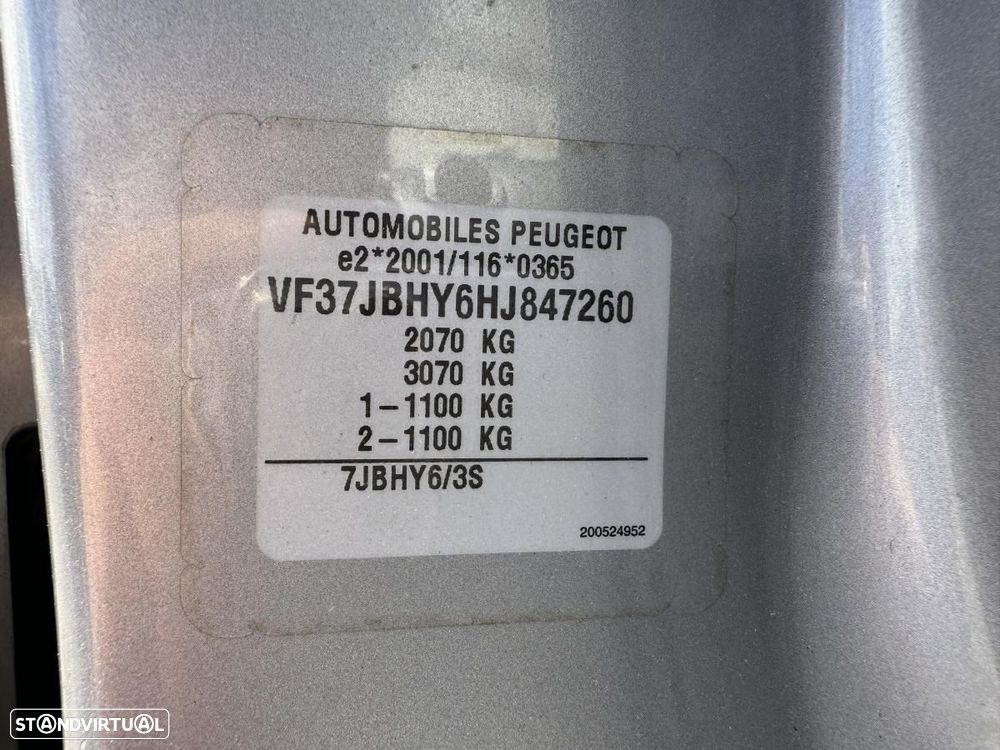 AUTOMOBILES PEUGEOT
e2*2001/116*0365
VF37JBHY6HJ847260
2070 KG
3070 KG
1-1100 KG
2-1100 KG
7JBHY6/3S
200524952
STANDVIRTUAL